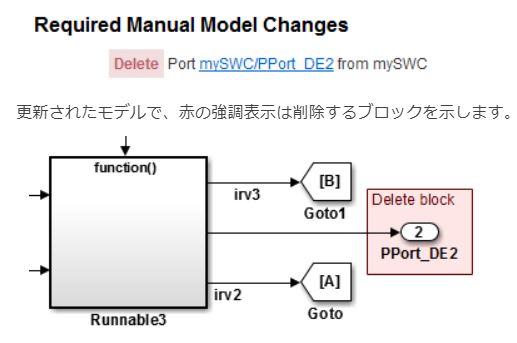 Required Manual Model Changes
Delete Port mySWC/PPort_DE2 from mySWC
更新されたモデルで、赤の強調表示は削除するブロックを示します。
function()
[B]
irv3
Goto1
Delete block
2
PPort_DE2
[A]
irv2
Goto
Runnable3